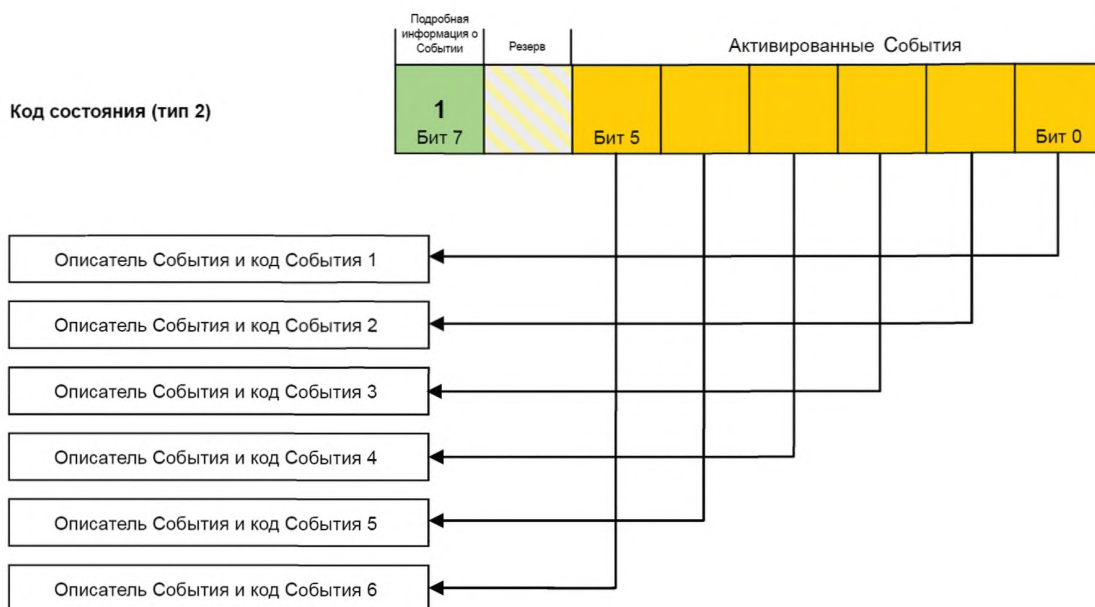 Подробная
информация о
Событии
Резерв
Активированные События
Код состояния (тип 2)
1
Бит 7
Бит 5
Бит 0
Описатель События и код События 1
Описатель События и код События 2
Описатель События и код События 3
Описатель События и код События 4
Описатель События и код События 5
Описатель События и код События 6